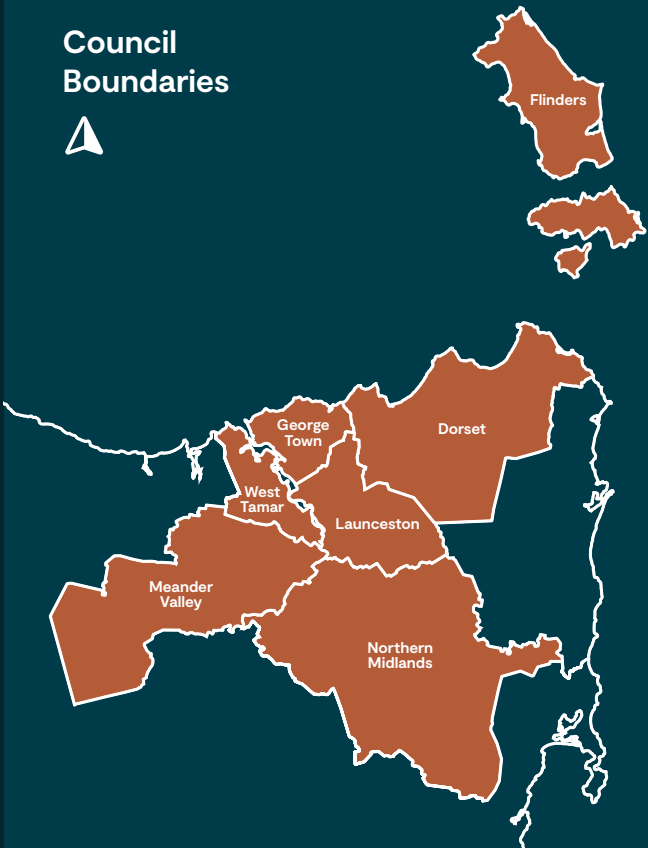 Council
Boundaries
Flinders
George
Town
Dorset
West
Tamar
Launceston
Meander
Valley
Northern
Midlands